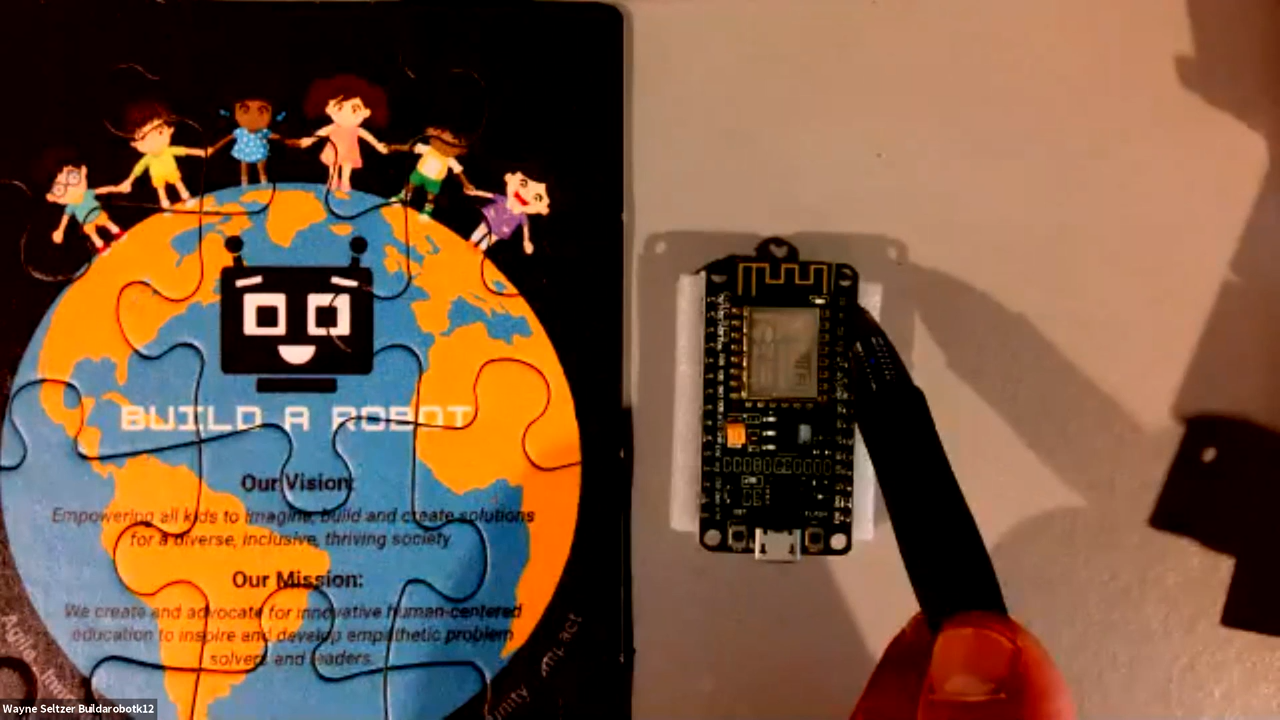 BUILD A ROBOT
Our Vision:
Empowering all kids to imagine, build and create solutions
for a diverse, inclusive, thriving society
Our Mission:
We create and advocate for innovative human-centered
education to inspire and develop empathetic problem
solvers and leaders.
Agile
Wayne Seltzer Buildarobotk12